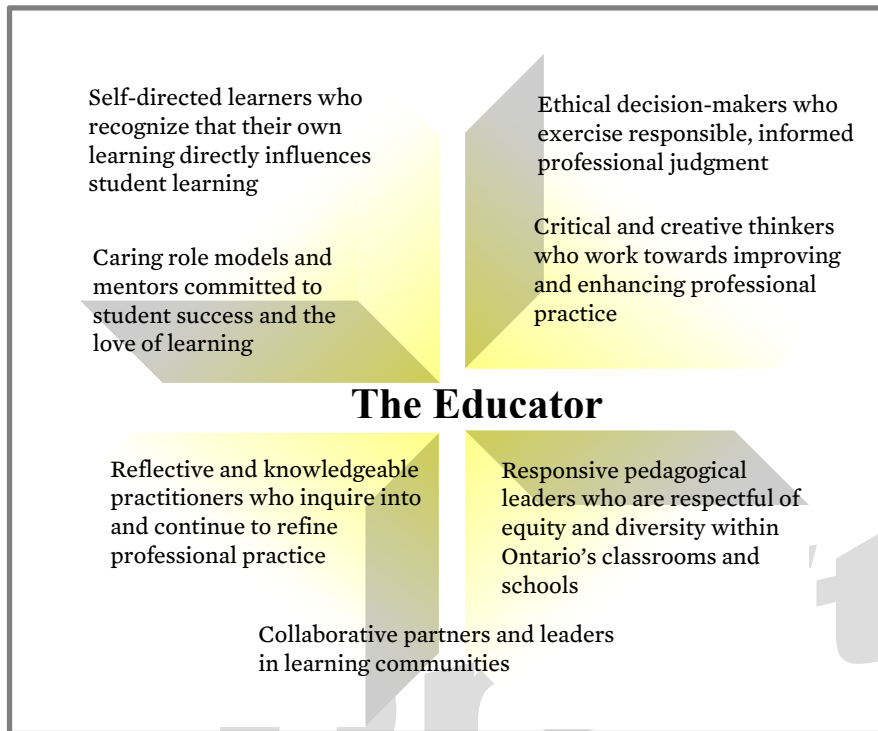 Self-directed learners who
recognize that their own
learning directly influences
student learning
Ethical decision-makers who
exercise responsible, informed
professional judgment
Caring role models and
mentors committed to
student success and the
love of learning
Critical and creative thinkers
who work towards improving
and enhancing professional
practice
The Educator
Reflective and knowledgeable
practitioners who inquire into
and continue to refine
professional practice
Responsive pedagogical
leaders who are respectful of
equity and diversity within
Ontario’s classrooms and
schools
Collaborative partners and leaders
in learning communities